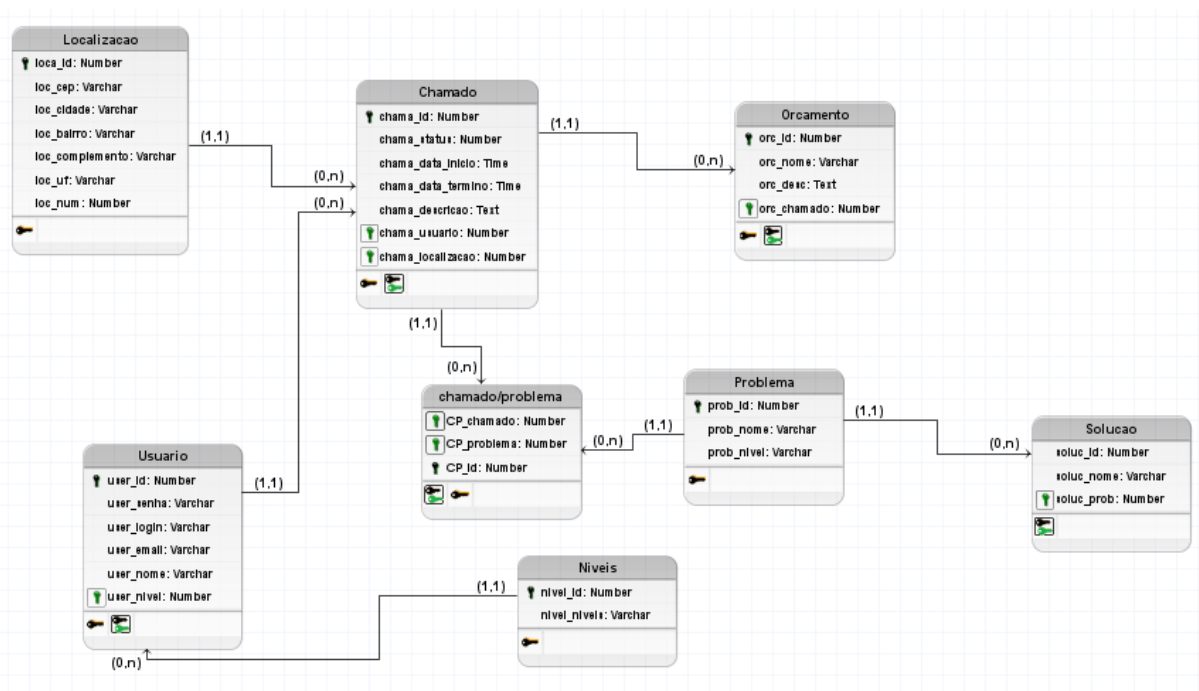 Localizacao
loca_id: Number
loc_cep: Varchar
loc_cidade: Varchar
loc_bairro: Varchar
loc_complemento: Varchar
loc_uf: Varchar
loc_num: Number
(1,1)
(0,n)
(0,n)
Chamado
chama_id: Number
chama_status: Number
chama_data_inicio: Time
chama_data_termino: Time
chama_descricao: Text
chama_usuario: Number
chama_localizacao: Number
(1,1)
(0,n)
Orcamento
orc_id: Number
orc_nome: Varchar
orc_desc: Text
orc_chamado: Number
(1,1)
(0,n)
chamado/problema
CP_chamado: Number
CP_problema: Number
CP_id: Number
(0,n)
(1,1)
Problema
prob_id: Number
prob_nome: Varchar
prob_nivel: Varchar
(1,1)
(0,n)
Solucao
soluc_id: Number
soluc_nome: Varchar
soluc_prob: Number
Usuario
user_id: Number
user_senha: Varchar
user_login: Varchar
user_email: Varchar
user_nome: Varchar
user_nivel: Number
(1,1)
(0,n)
(1,1)
Niveis
nivel_id: Number
nivel_niveis: Varchar